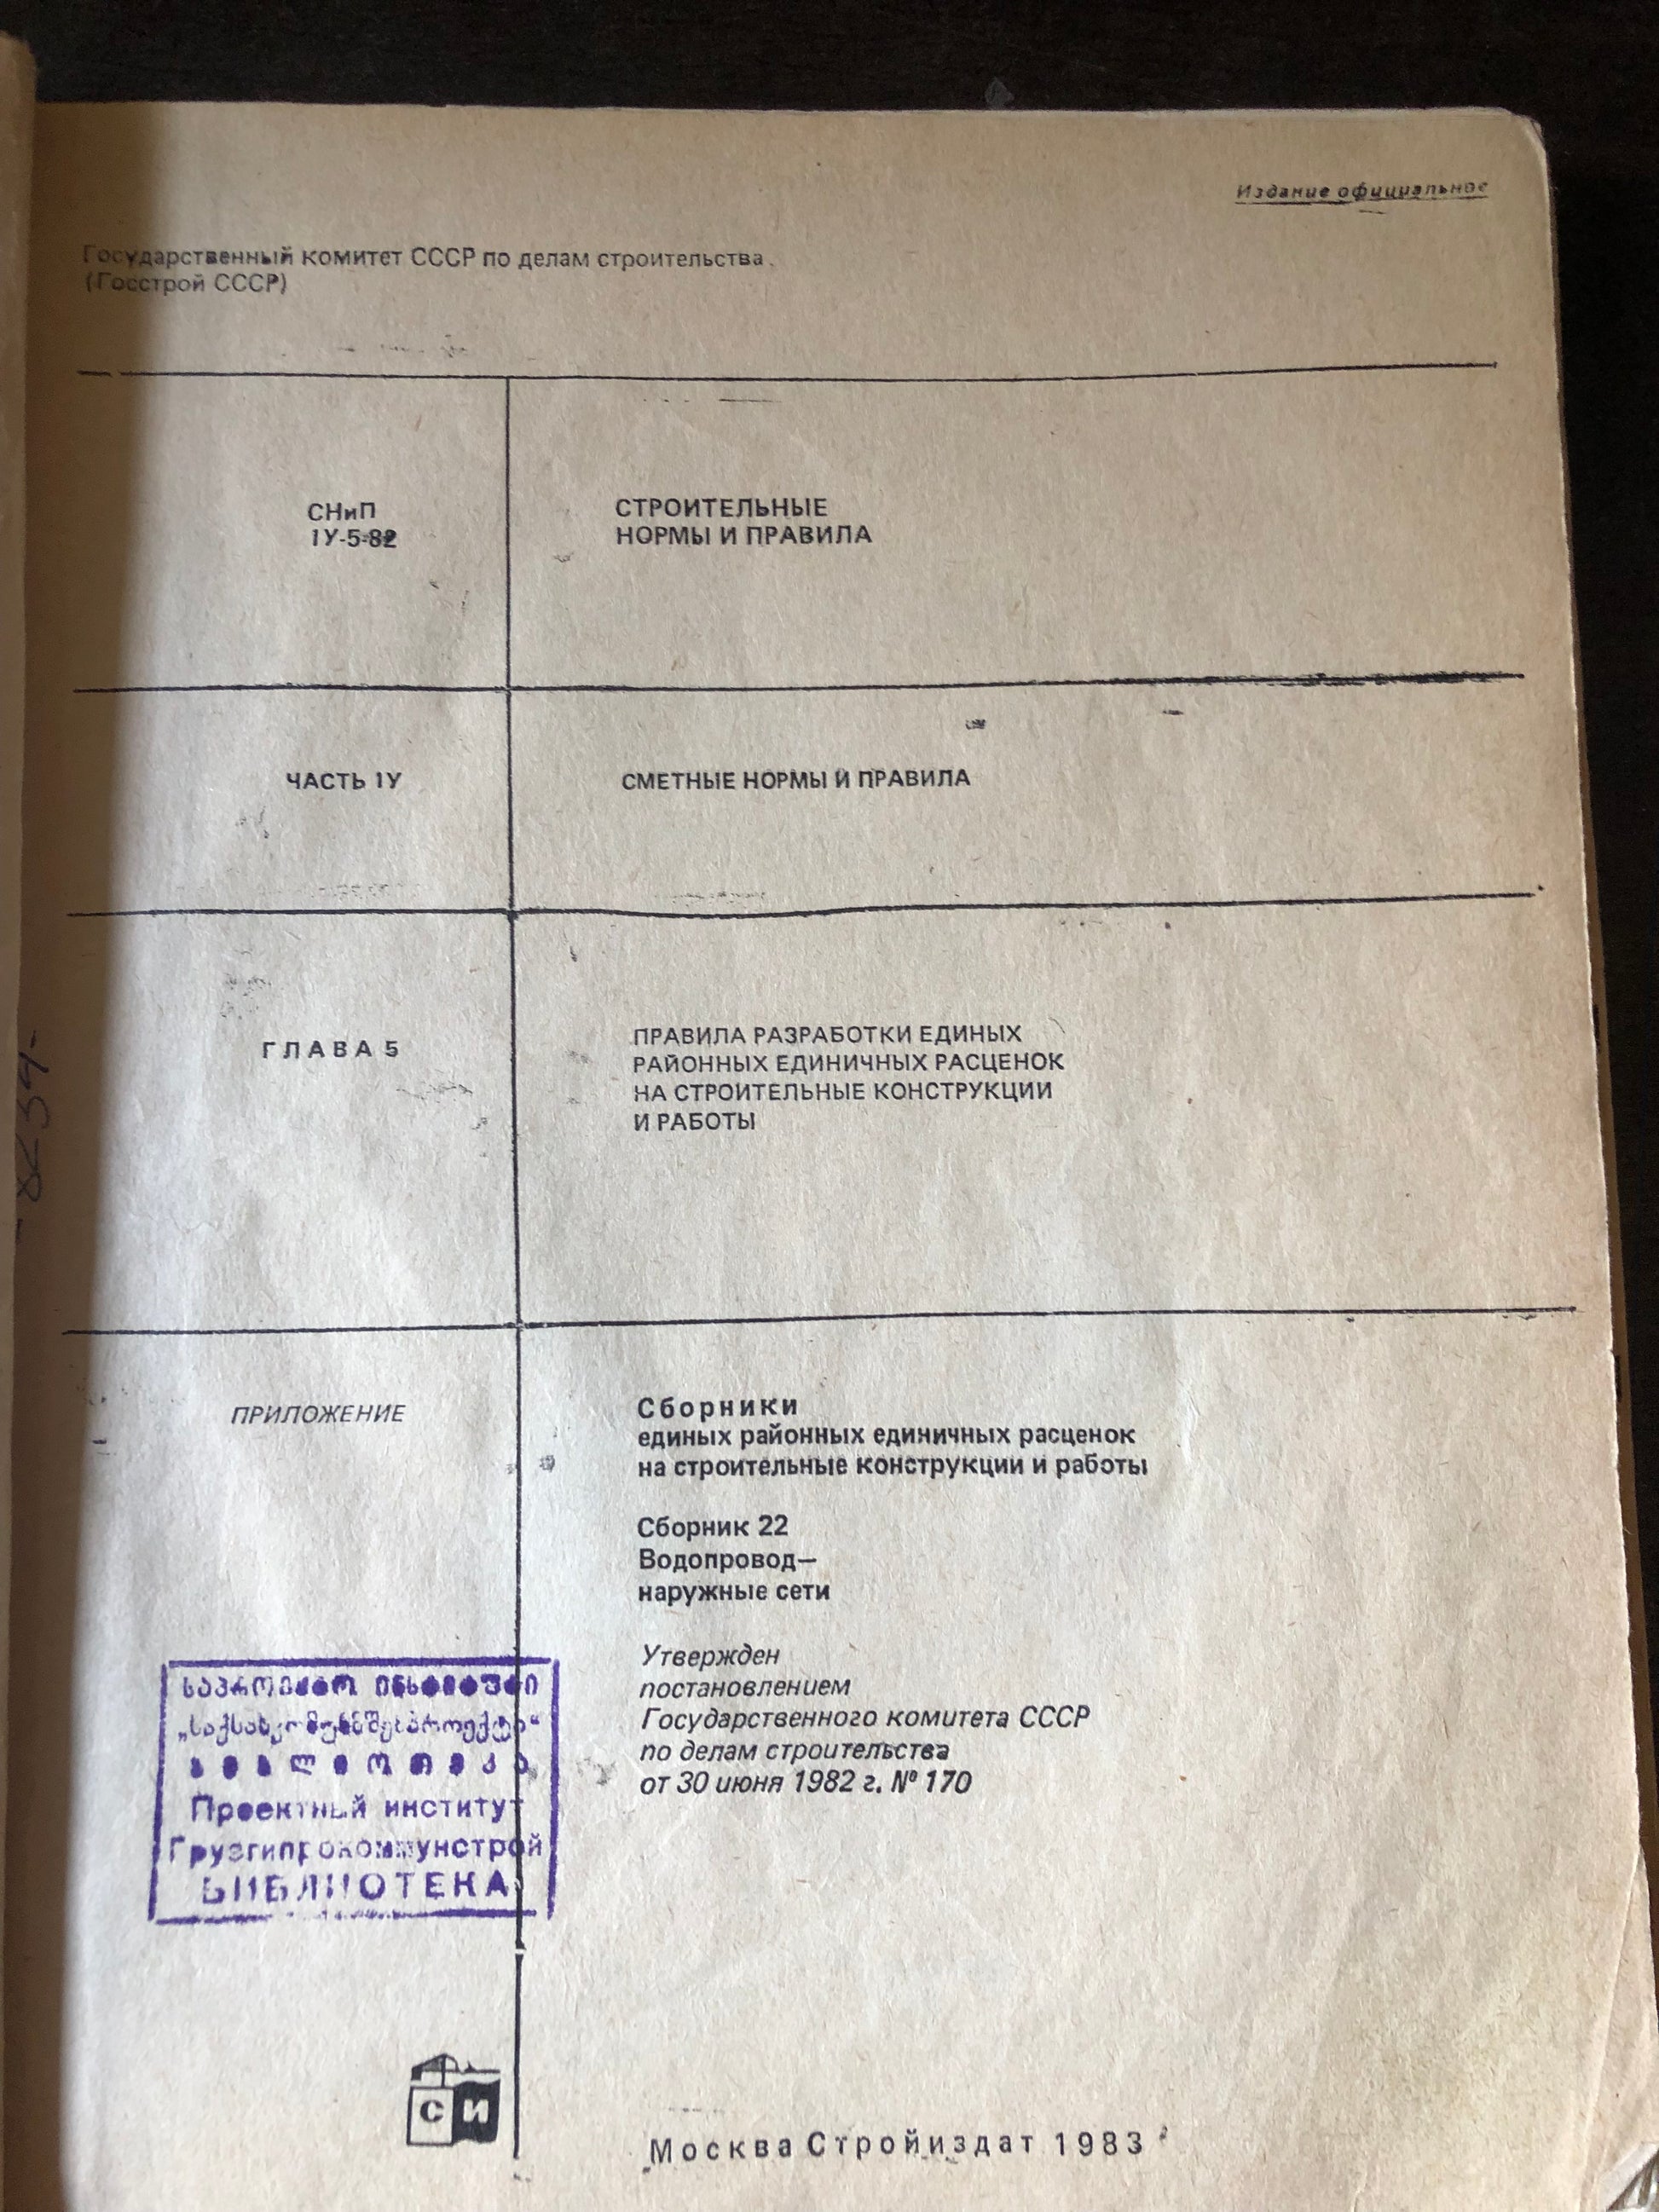 Издание официальное
Государственный комитет СССР по делам строительства
(Госстрой СССР)
СНиП
1У-5-82
СТРОИТЕЛЬНЫЕ
НОРМЫ И ПРАВИЛА
ЧАСТЬ 1У
СМЕТНЫЕ НОРМЫ И ПРАВИЛА
ГЛАВА 5
ПРАВИЛА РАЗРАБОТКИ ЕДИНЫХ
РАЙОННЫХ ЕДИНИЧНЫХ РАСЦЕНОК
НА СТРОИТЕЛЬНЫЕ КОНСТРУКЦИИ
И РАБОТЫ
ПРИЛОЖЕНИЕ
Сборники
единых районных единичных расценок
на строительные конструкции и работы
Сборник 22
Водопровод—
наружные сети
Утвержден
постановлением
Государственного комитета СССР
по делам строительства
от 30 июня 1982 г. № 170
საპროექტო ინსტიტუტი
ბიბლიოთეკა
Проектный институт
Грузгипрокоммунстрой
БИБЛИОТЕКА
СИ
Москва Стройиздат 1983